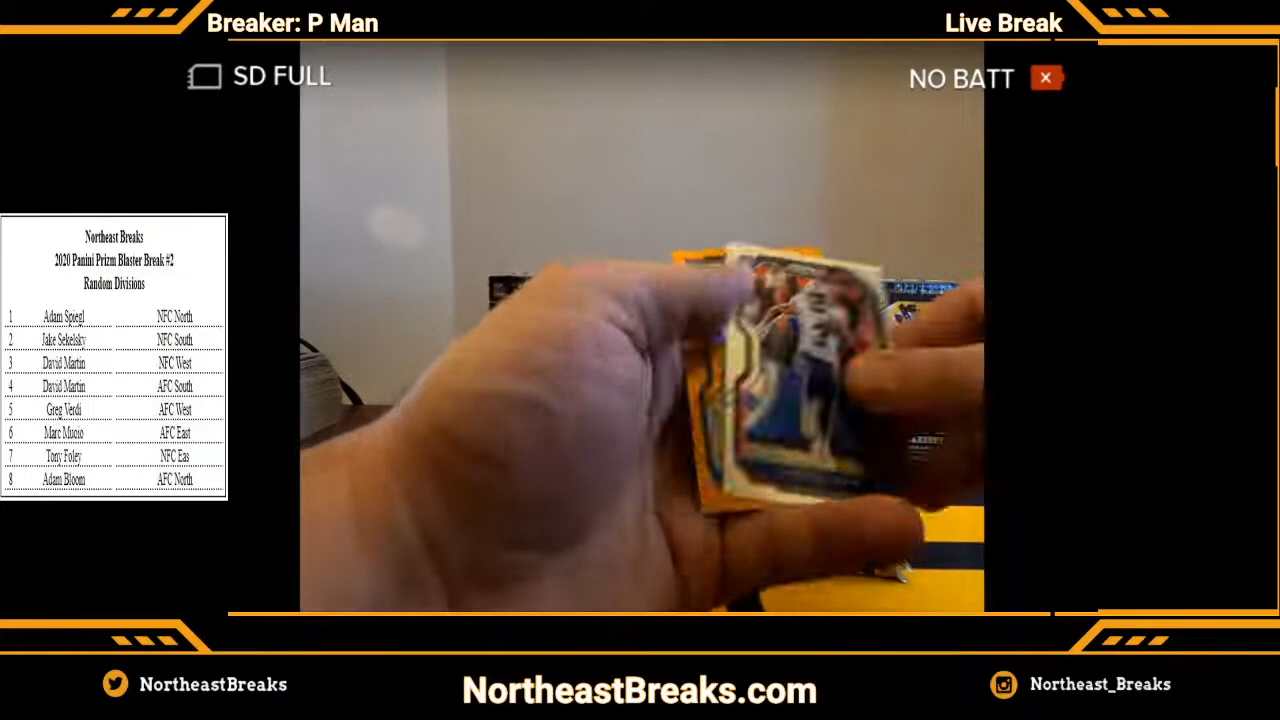 Breaker: P Man
Live Break
SD FULL
NO BATT
Northeast Breaks
2020 Panini Prizm Blaster Break #2
Random Divisions
1 Adam Spiegl NFC North
2 Jake Sekelsky NFC South
3 David Martin NFC West
4 David Martin AFC South
5 Greg Verdi AFC West
6 Marc Muoio AFC East
7 Tony Foley NFC Eas
8 Adam Bloom AFC North
NortheastBreaks
NortheastBreaks.com
Northeast_Breaks